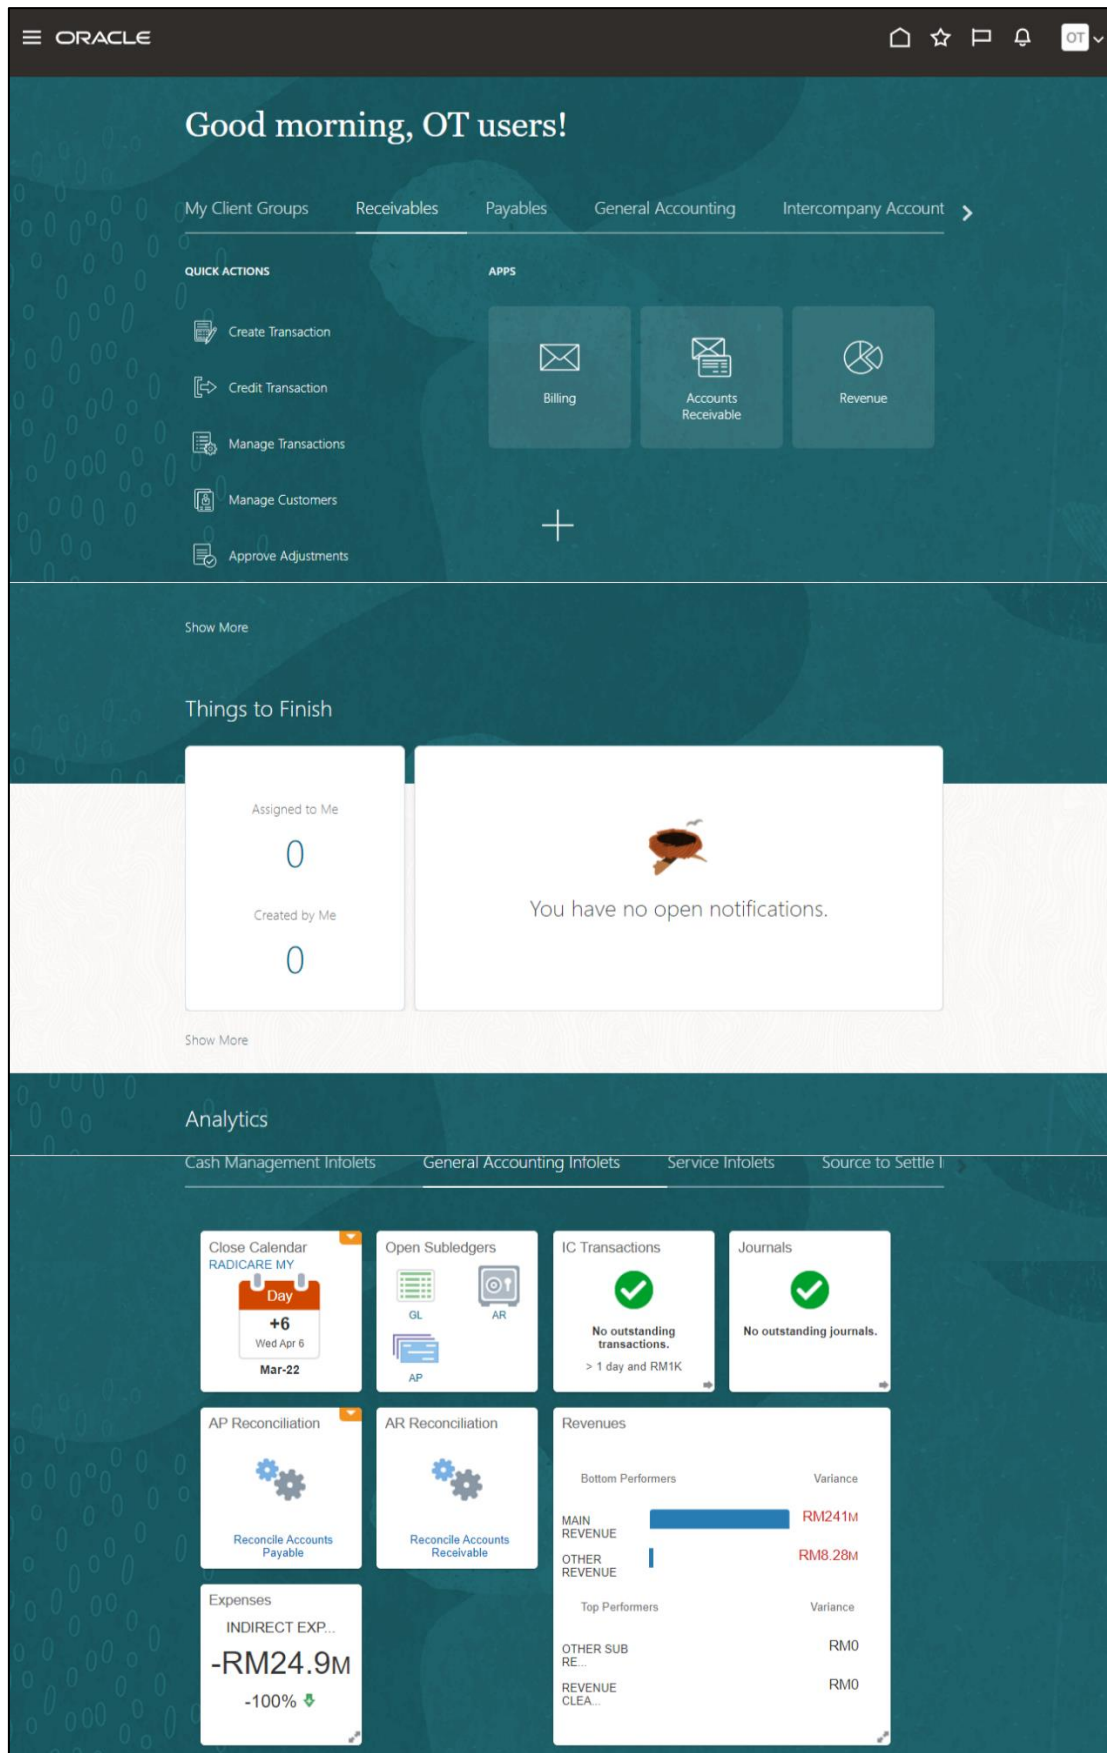 ORACLE
OT
Good morning, OT users!
My Client Groups
Receivables
Payables
General Accounting
Intercompany Account
QUICK ACTIONS
APPS
Create Transaction
Credit Transaction
Manage Transactions
Manage Customers
Approve Adjustments
Billing
Accounts
Receivable
Revenue
Show More
Things to Finish
Assigned to Me
0
Created by Me
0
You have no open notifications.
Show More
Analytics
Cash Management Infolets
General Accounting Infolets
Service Infolets
Source to Settle I
Close Calendar
RADICARE MY
Day
+6
Wed Apr 6
Mar-22
Open Subledgers
GL
AR
AP
IC Transactions
No outstanding
transactions.
> 1 day and RM1K
Journals
No outstanding journals.
AP Reconciliation
Reconcile Accounts
Payable
AR Reconciliation
Reconcile Accounts
Receivable
Revenues
Bottom Performers
Variance
MAIN
REVENUE
RM241M
OTHER
REVENUE
RM8.28M
Top Performers
Variance
OTHER SUB
RE...
RM0
REVENUE
CLEA...
RM0
Expenses
INDIRECT EXP...
-RM24.9M
-100%